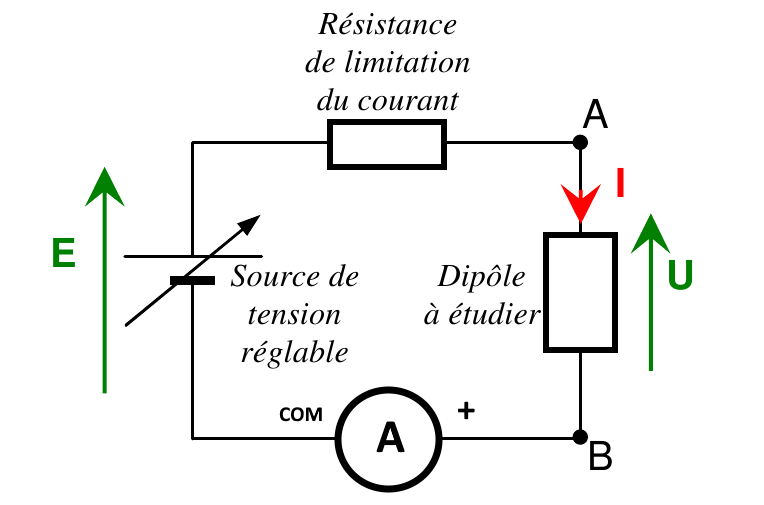 Résistance
de limitation
du courant
A
I
E
Source de
tension
réglable
Dipôle
à étudier
U
COM
A
+
B